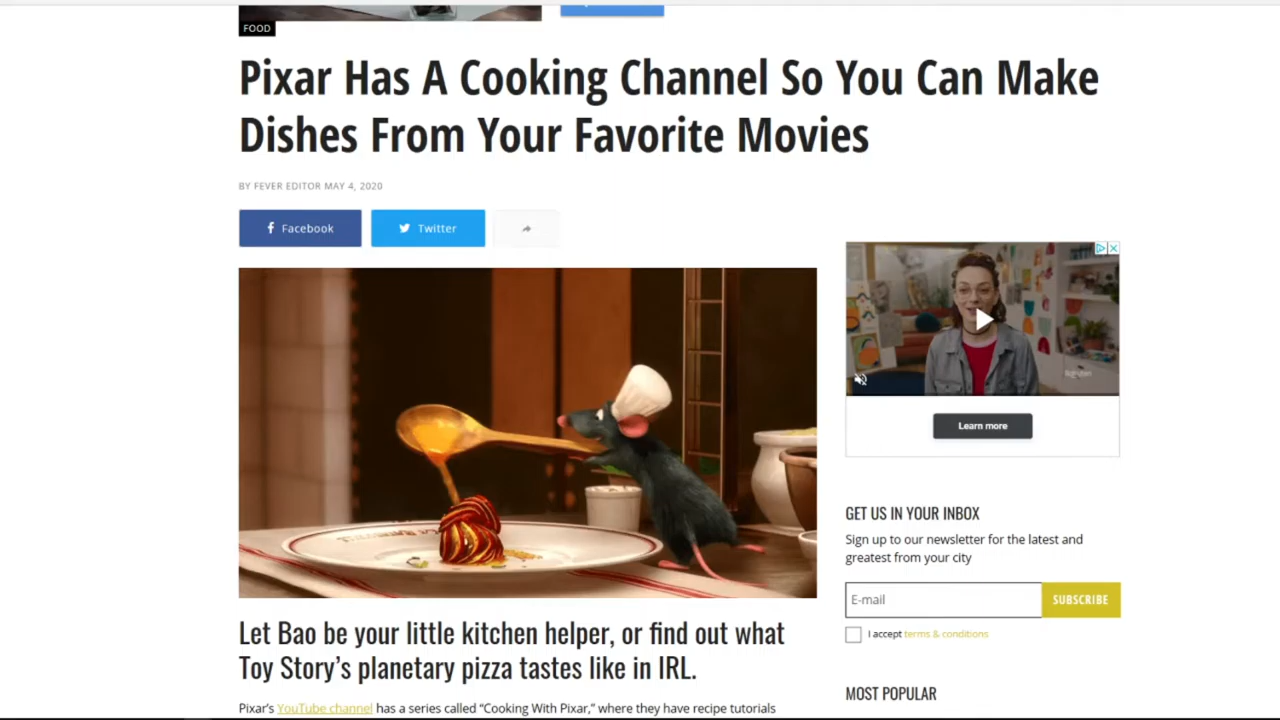 FOOD
Pixar Has A Cooking Channel So You Can Make
Dishes From Your Favorite Movies
BY FEVER EDITOR MAY 4, 2020
Facebook
Twitter
Learn more
Let Bao be your little kitchen helper, or find out what
Toy Story’s planetary pizza tastes like in IRL.
Pixar’s YouTube channel has a series called “Cooking With Pixar,” where they have recipe tutorials
GET US IN YOUR INBOX
Sign up to our newsletter for the latest and
greatest from your city
E-mail
SUBSCRIBE
I accept terms & conditions
MOST POPULAR